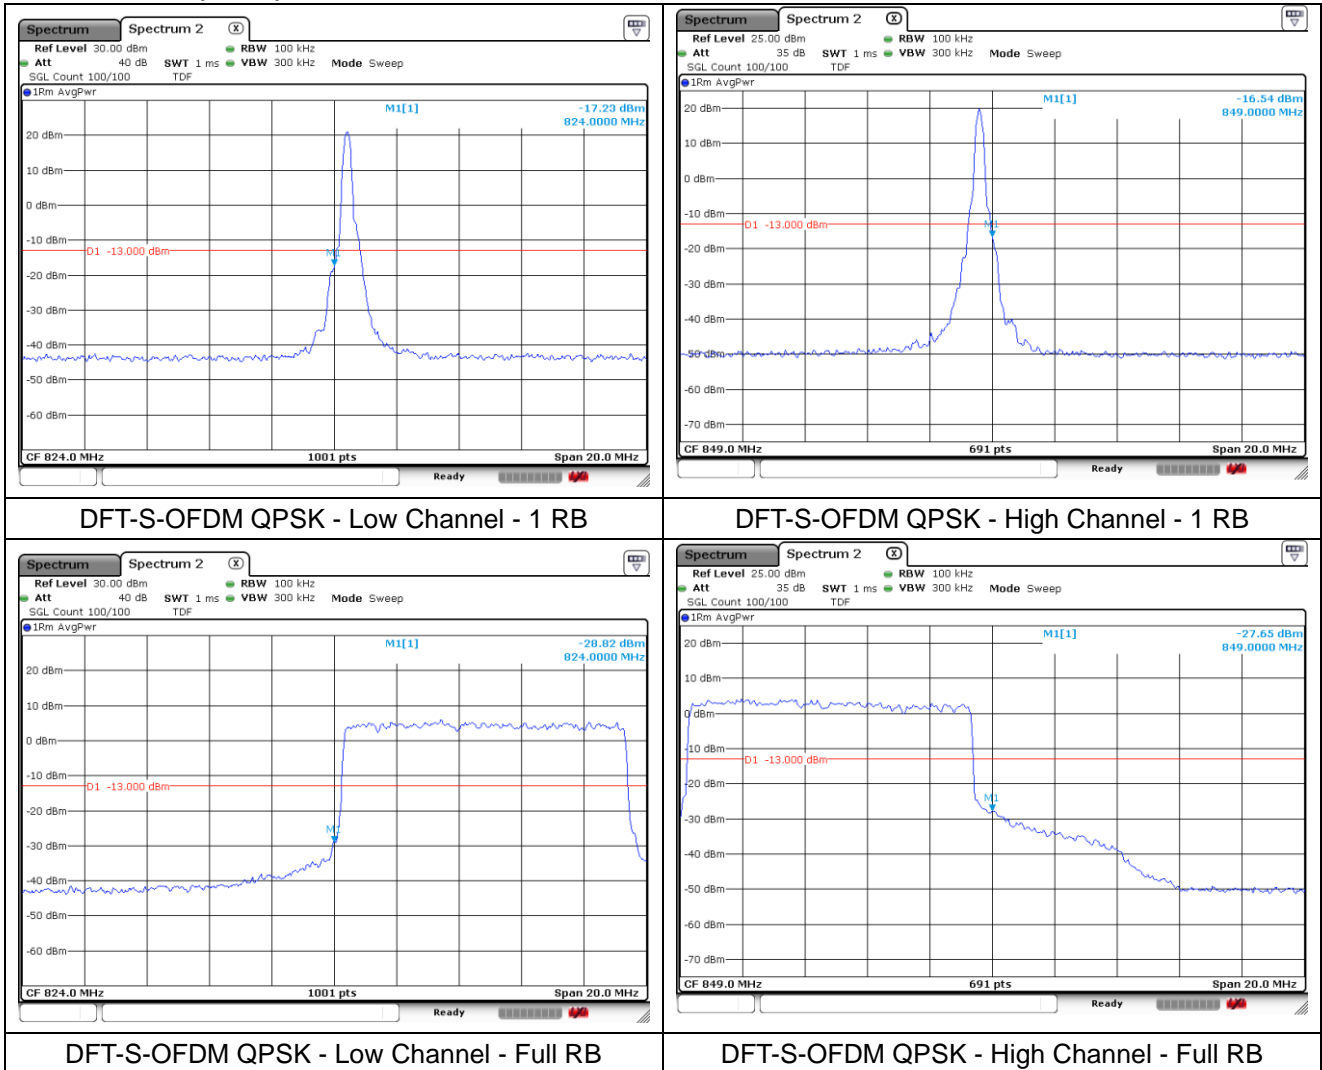 Spectrum Spectrum 2 X
Ref Level 30.00 dBm RBW 100 kHz
Att 40 dB SWT 1 ms VBW 300 kHz Mode Sweep
SGL Count 100/100 TDF
1Rm AvgPwr
M1[1] -17.23 dBm
824.0000 MHz
20 dBm
10 dBm
0 dBm
-10 dBm
D1 -13.000 dBm
M1
-20 dBm
-30 dBm
-40 dBm
-50 dBm
-60 dBm
CF 824.0 MHz 1001 pts Span 20.0 MHz
Ready
DFT-S-OFDM QPSK - Low Channel - 1 RB
Spectrum Spectrum 2 X
Ref Level 25.00 dBm RBW 100 kHz
Att 35 dB SWT 1 ms VBW 300 kHz Mode Sweep
SGL Count 100/100 TDF
1Rm AvgPwr
M1[1] -16.54 dBm
849.0000 MHz
20 dBm
10 dBm
0 dBm
-10 dBm
D1 -13.000 dBm
M1
-20 dBm
-30 dBm
-40 dBm
-50 dBm
-60 dBm
-70 dBm
CF 849.0 MHz 691 pts Span 20.0 MHz
Ready
DFT-S-OFDM QPSK - High Channel - 1 RB
Spectrum Spectrum 2 X
Ref Level 30.00 dBm RBW 100 kHz
Att 40 dB SWT 1 ms VBW 300 kHz Mode Sweep
SGL Count 100/100 TDF
1Rm AvgPwr
M1[1] -28.82 dBm
824.0000 MHz
20 dBm
10 dBm
0 dBm
-10 dBm
D1 -13.000 dBm
-20 dBm
M1
-30 dBm
-40 dBm
-50 dBm
-60 dBm
CF 824.0 MHz 1001 pts Span 20.0 MHz
Ready
DFT-S-OFDM QPSK - Low Channel - Full RB
Spectrum Spectrum 2 X
Ref Level 25.00 dBm RBW 100 kHz
Att 35 dB SWT 1 ms VBW 300 kHz Mode Sweep
SGL Count 100/100 TDF
1Rm AvgPwr
M1[1] -27.65 dBm
849.0000 MHz
20 dBm
10 dBm
0 dBm
-10 dBm
D1 -13.000 dBm
-20 dBm
M1
-30 dBm
-40 dBm
-50 dBm
-60 dBm
-70 dBm
CF 849.0 MHz 691 pts Span 20.0 MHz
Ready
DFT-S-OFDM QPSK - High Channel - Full RB